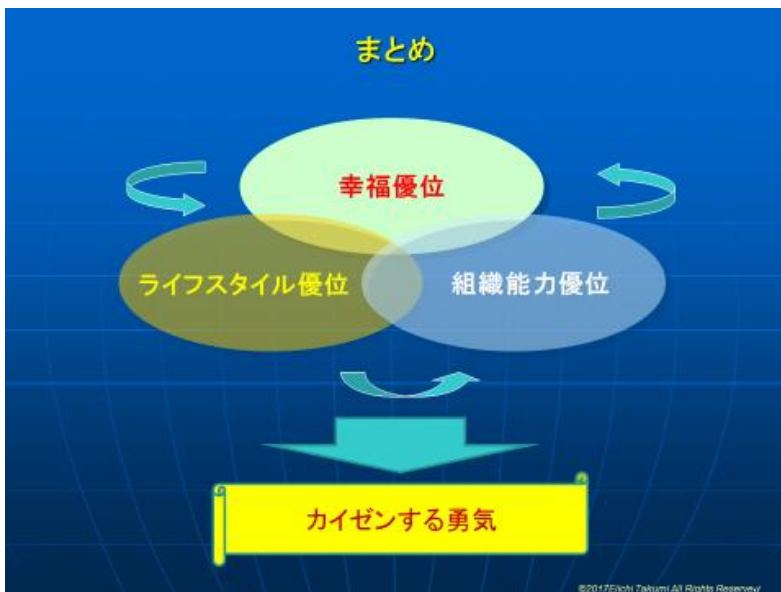 まとめ
幸福優位
ライフスタイル優位
組織能力優位
カイゼンする勇気
©2017Eiichi Takumi All Rights Reserved